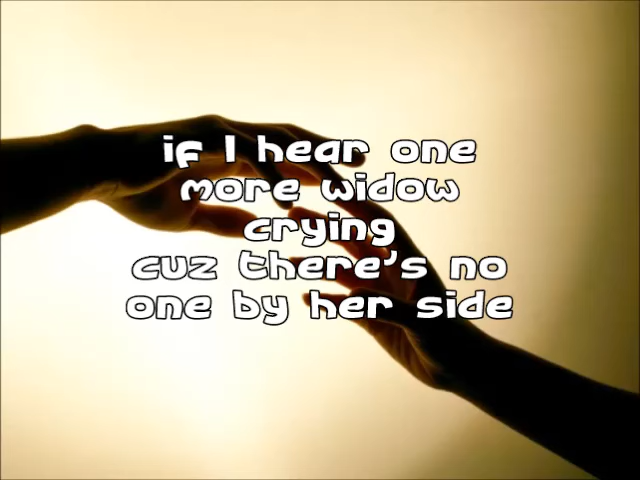 if I hear one
more widow
crying
cuz there's no
one by her side